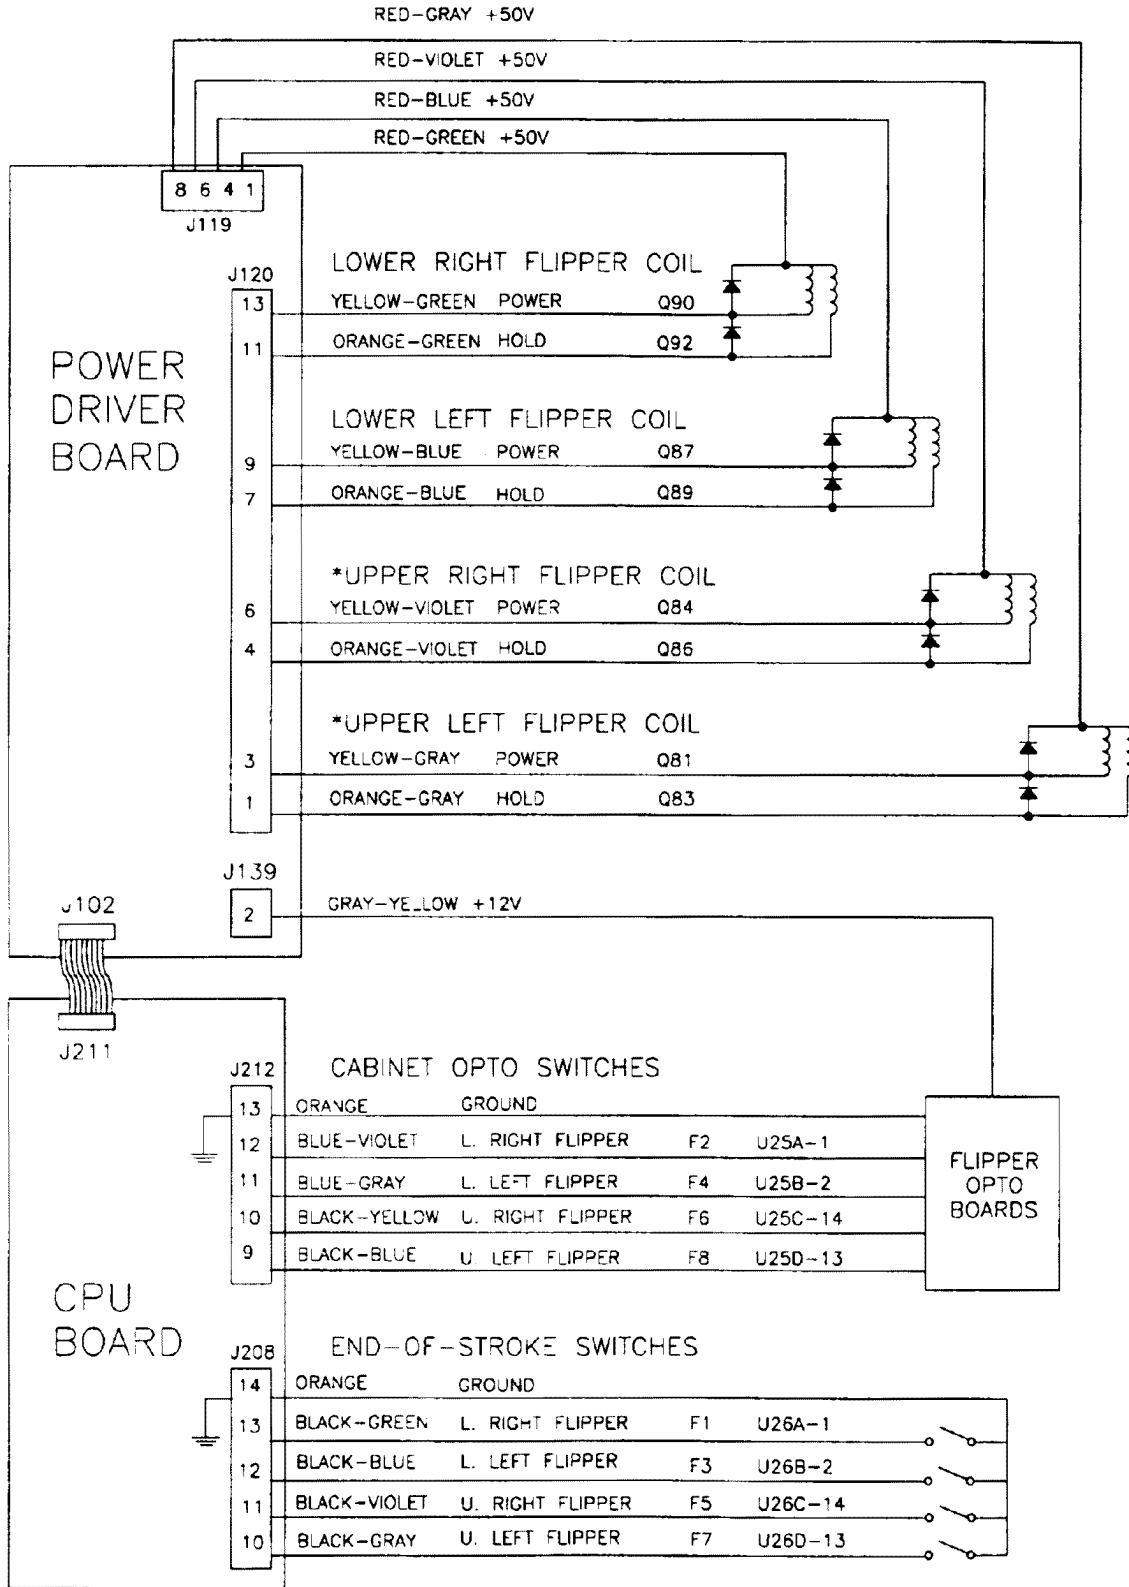 RED-GRAY +50V
RED-VIOLET +50V
RED-BLUE +50V
RED-GREEN +50V
8 6 4 1
J119
POWER
DRIVER
BOARD
J120
LOWER RIGHT FLIPPER COIL
13 YELLOW-GREEN POWER Q90
11 ORANGE-GREEN HOLD Q92
LOWER LEFT FLIPPER COIL
9 YELLOW-BLUE POWER Q87
7 ORANGE-BLUE HOLD Q89
*UPPER RIGHT FLIPPER COIL
6 YELLOW-VIOLET POWER Q84
4 ORANGE-VIOLET HOLD Q86
*UPPER LEFT FLIPPER COIL
3 YELLOW-GRAY POWER Q81
1 ORANGE-GRAY HOLD Q83
J139
2 GRAY-YELLOW +12V
J102
J211
CPU
BOARD
J212 CABINET OPTO SWITCHES
13 ORANGE GROUND
12 BLUE-VIOLET L. RIGHT FLIPPER F2 U25A-1
11 BLUE-GRAY L. LEFT FLIPPER F4 U25B-2
10 BLACK-YELLOW U. RIGHT FLIPPER F6 U25C-14
9 BLACK-BLUE U. LEFT FLIPPER F8 U25D-13
FLIPPER
OPTO
BOARDS
J208 END-OF-STROKE SWITCHES
14 ORANGE GROUND
13 BLACK-GREEN L. RIGHT FLIPPER F1 U26A-1
12 BLACK-BLUE L. LEFT FLIPPER F3 U26B-2
11 BLACK-VIOLET U. RIGHT FLIPPER F5 U26C-14
10 BLACK-GRAY U. LEFT FLIPPER F7 U26D-13